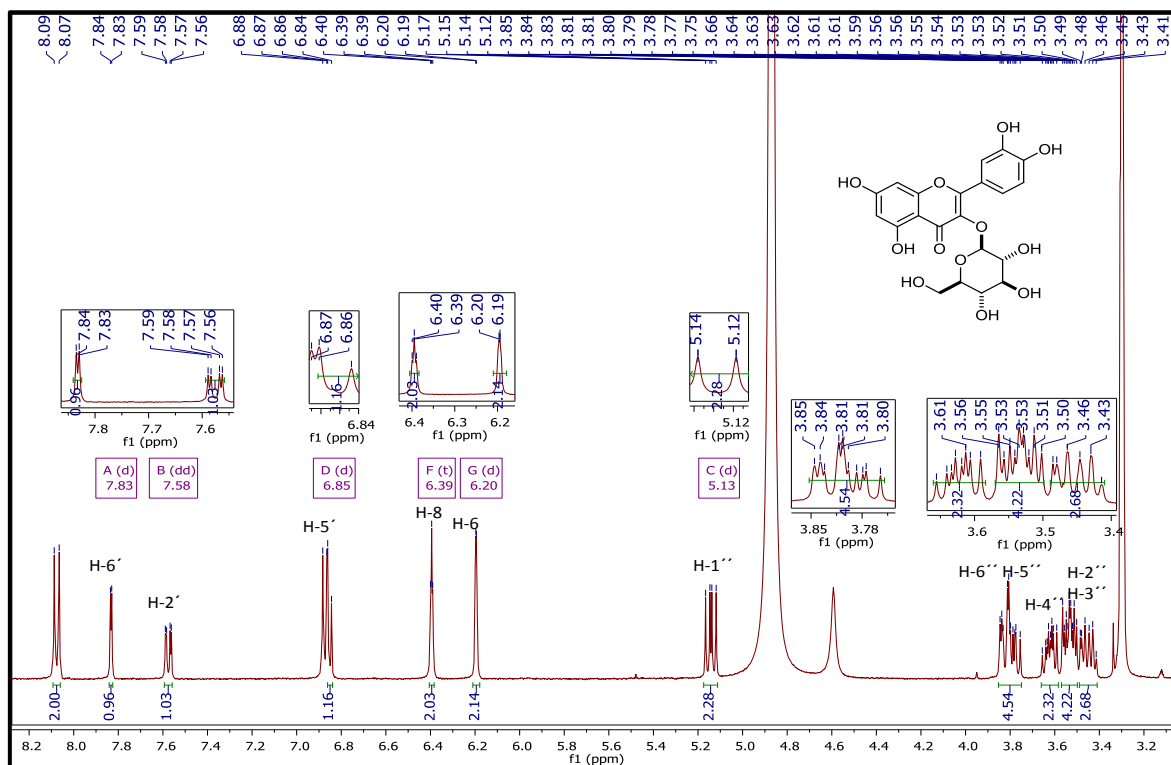 8.09 8.07 7.84 7.83 7.59 7.58 7.57 7.56 6.88 6.87 6.86 6.84 6.40 6.39 6.39 6.20 6.19 5.17 5.15 5.14 5.12 3.85 3.84 3.83 3.81 3.81 3.80 3.79 3.78 3.77 3.75 3.66 3.64 3.63 3.63 3.62 3.61 3.61 3.59 3.56 3.56 3.55 3.54 3.53 3.53 3.52 3.51 3.50 3.49 3.48 3.46 3.45 3.43 3.41
OH
OH
HO
O
OH
O
O
O
OH
HO
OH
OH
7.84 7.83 7.59 7.58 7.57 7.56
0.96 1.03
7.8 7.7 7.6
f1 (ppm)
6.87 6.86
1.16
6.84
f1 (ppm)
6.40 6.39 6.20 6.19
2.03 2.14
6.4 6.3 6.2
f1 (ppm)
5.14 5.12
2.28
5.12
f1 (ppm)
3.85 3.84 3.81 3.81 3.80
4.54
3.85 3.78
f1 (ppm)
3.61 3.56 3.55 3.53 3.53 3.51 3.50 3.46 3.43
2.32 4.22 2.68
3.6 3.5 3.4
f1 (ppm)
A (d)
7.83
B (dd)
7.58
D (d)
6.85
F (t)
6.39
G (d)
6.20
C (d)
5.13
H-6´
H-2´
H-5´
H-8
H-6
H-1´´
H-6´´ H-5´´
H-4´´
H-2´´
H-3´´
2.00 0.96 1.03 1.16 2.03 2.14 2.28 4.54 2.32 4.22 2.68
8.2 8.0 7.8 7.6 7.4 7.2 7.0 6.8 6.6 6.4 6.2 6.0 5.8 5.6 5.4 5.2 5.0 4.8 4.6 4.4 4.2 4.0 3.8 3.6 3.4 3.2
f1 (ppm)